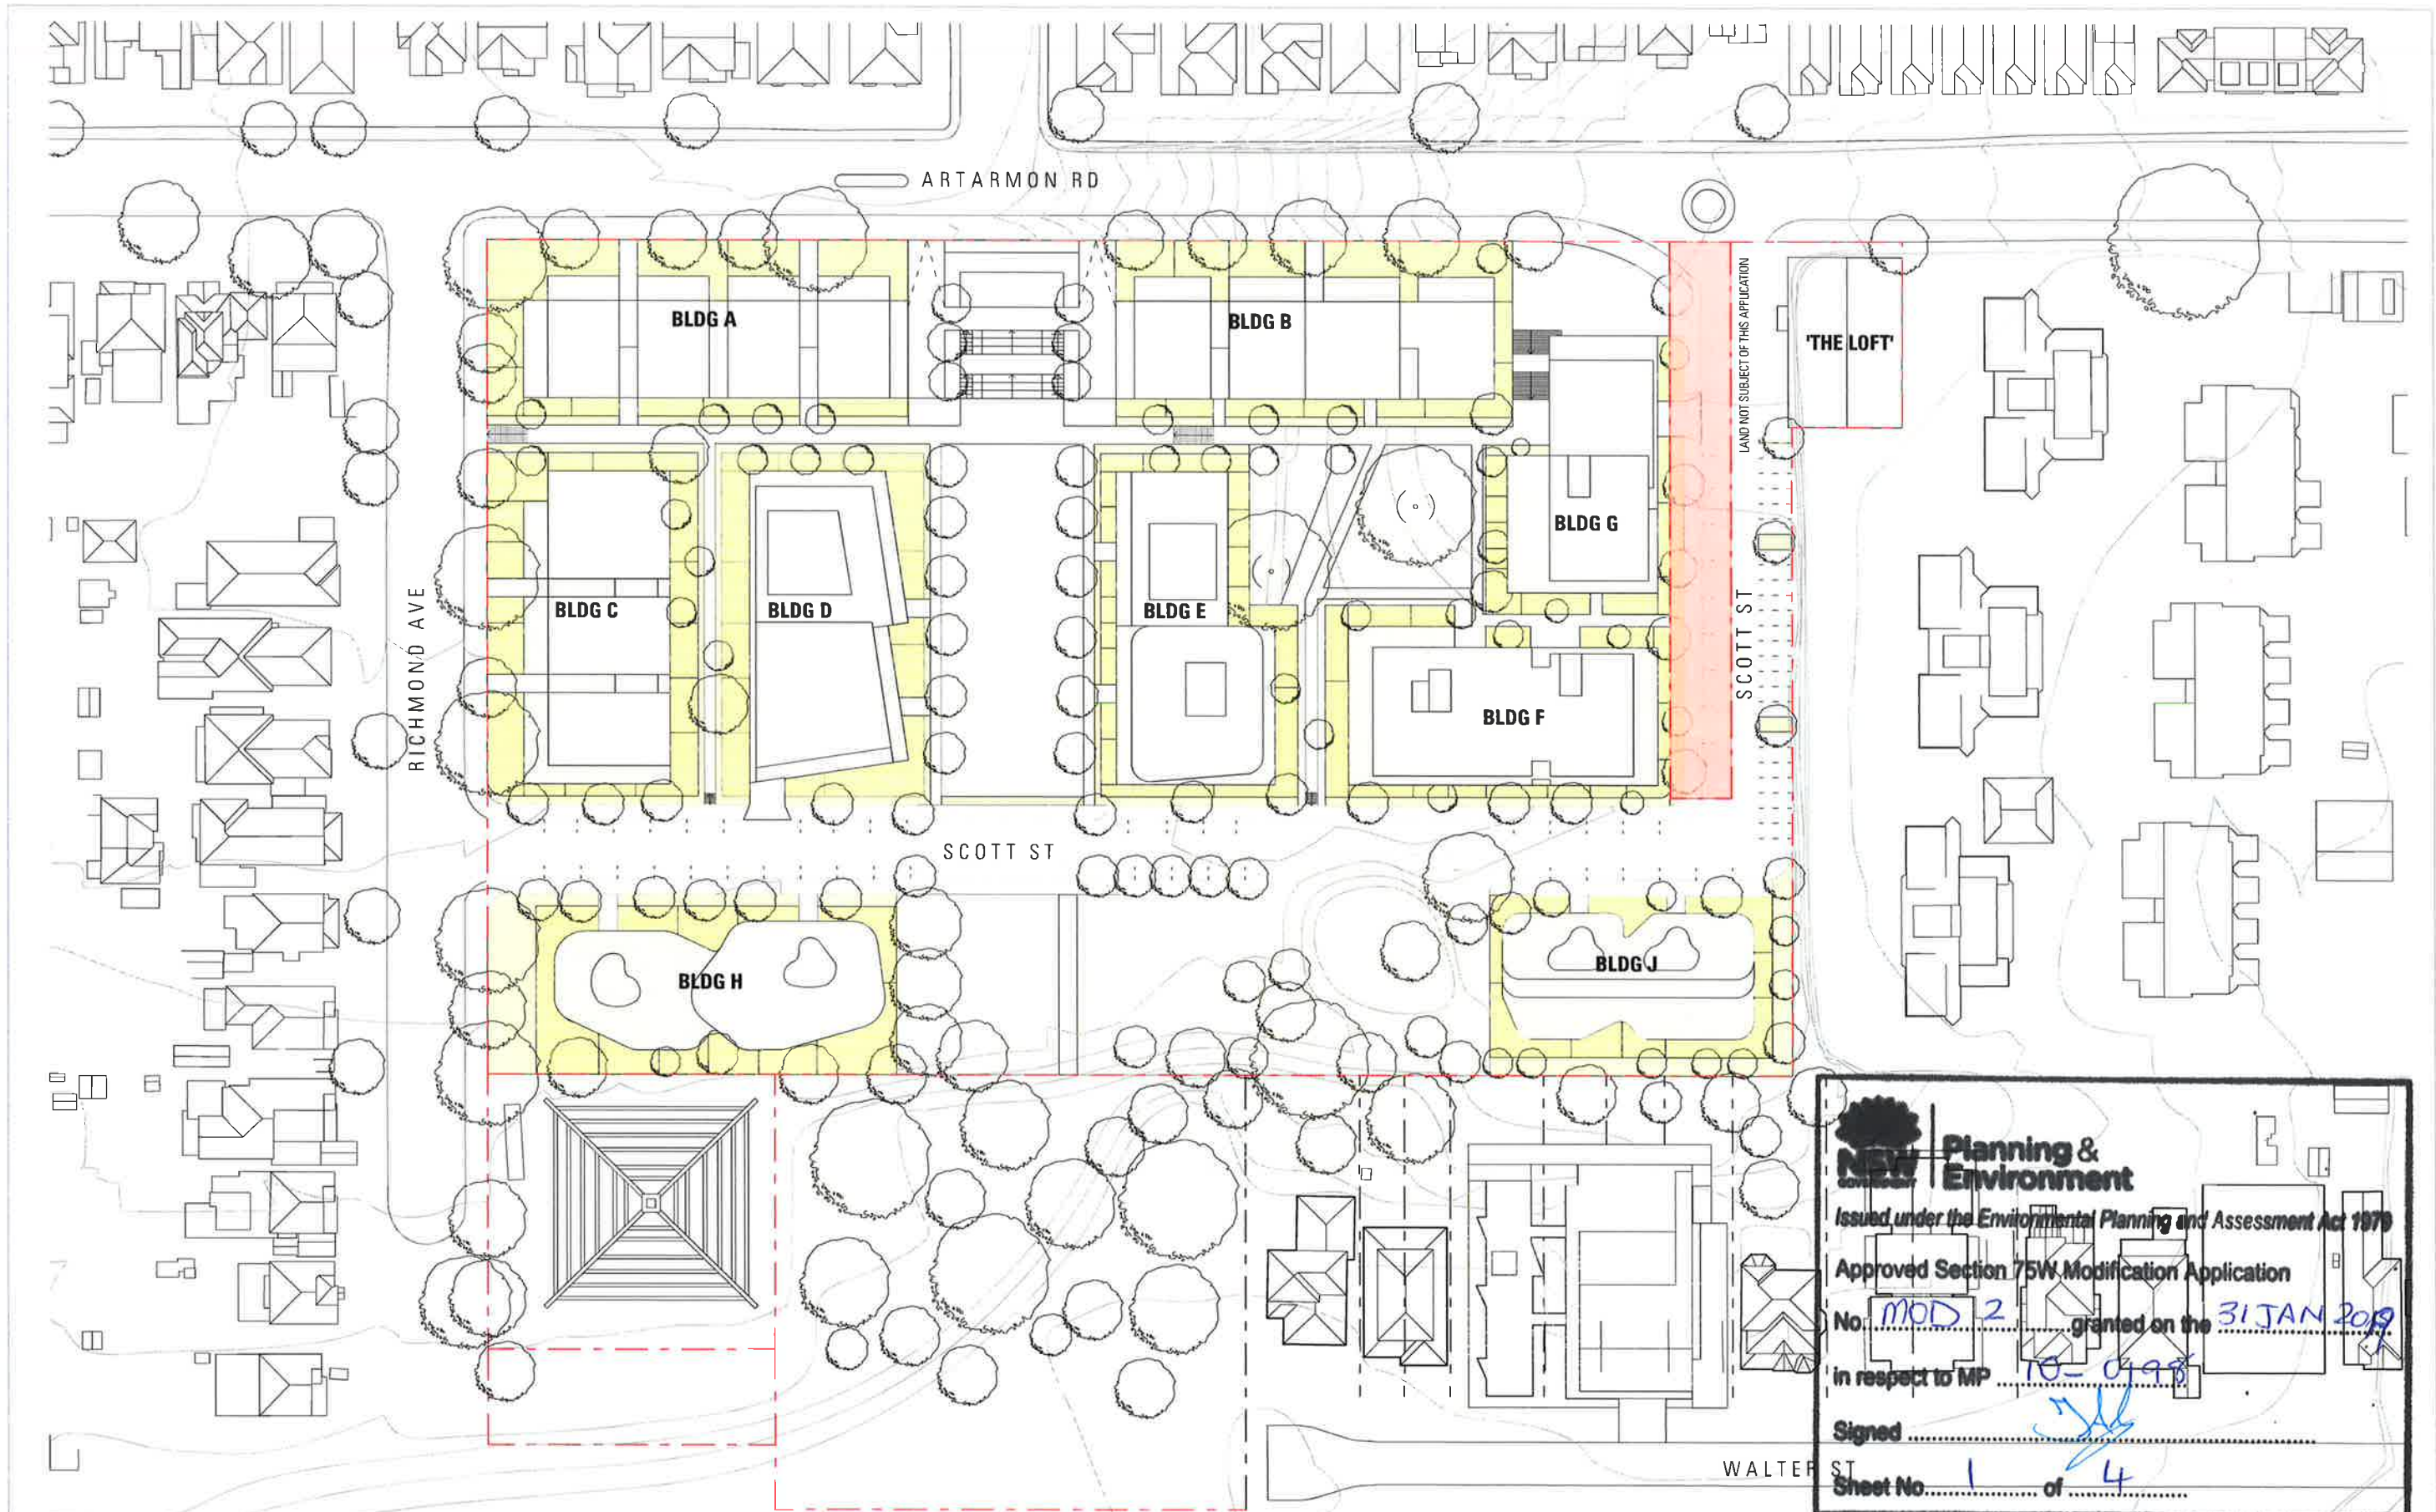 ARTARMON RD
BLDG A
BLDG B
LAND NOT SUBJECT OF THIS APPLICATION
'THE LOFT'
BLDG G
RICHMOND AVE
BLDG C
BLDG D
BLDG E
SCOTT ST
BLDG F
SCOTT ST
BLDG H
BLDG J
NSW GOVERNMENT
Planning & Environment
Issued under the Environmental Planning and Assessment Act 1979
Approved Section 75W Modification Application
No. MOD 2 granted on the 31 JAN 2019
in respect to MP 10-0198
Signed
WALTER ST
Sheet No. 1 of 4